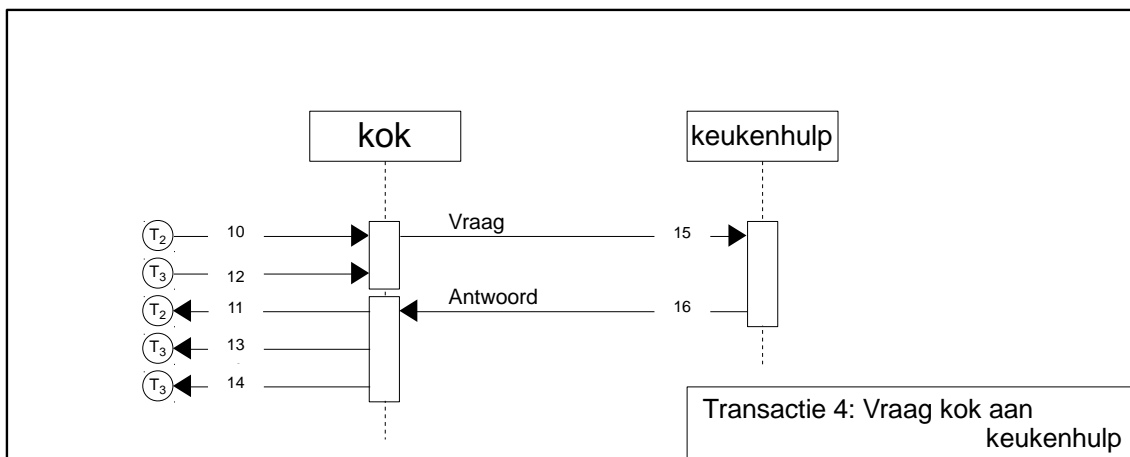 kok
keukenhulp
T2 10 Vraag 15
T3 12
T2 11 Antwoord 16
T3 13
T3 14
Transactie 4: Vraag kok aan
keukenhulp